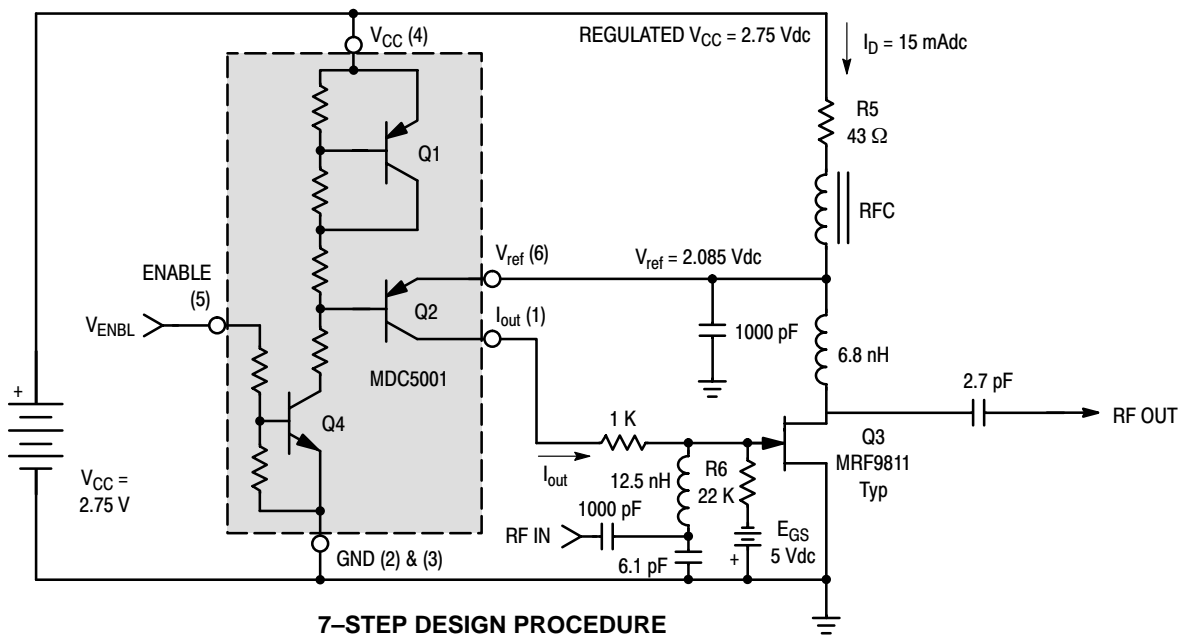 V_CC (4)
REGULATED V_CC = 2.75 Vdc
I_D = 15 mAdc
R5
43 Ω
Q1
RFC
V_ref (6)
V_ref = 2.085 Vdc
ENABLE
(5)
V_ENBL
Q2
I_out (1)
1000 pF
6.8 nH
MDC5001
2.7 pF
RF OUT
+
Q4
1 K
Q3
MRF9811
Typ
I_out
12.5 nH
R6
22 K
V_CC =
2.75 V
1000 pF
RF IN
E_GS
5 Vdc
+
6.1 pF
GND (2) & (3)
7–STEP DESIGN PROCEDURE